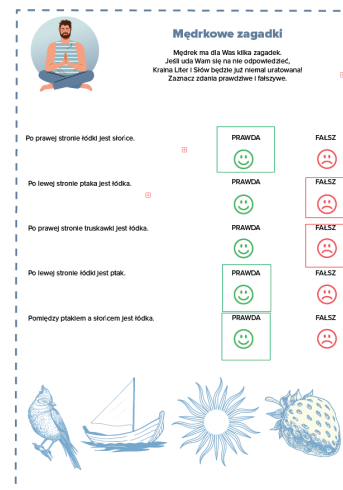 Mędrkowe zagadki
Mędrek ma dla Was kilka zagadek.
Jeśli uda Wam się na nie odpowiedzieć,
Kraina Liter i Słów będzie już niemal uratowana!
Zaznacz zdania prawdziwe i fałszywe.
Po prawej stronie łódki jest słońce. PRAWDA FAŁSZ
Po lewej stronie ptaka jest łódka. PRAWDA FAŁSZ
Po prawej stronie truskawki jest łódka. PRAWDA FAŁSZ
Po lewej stronie łódki jest ptak. PRAWDA FAŁSZ
Pomiędzy ptakiem a słońcem jest łódka. PRAWDA FAŁSZ